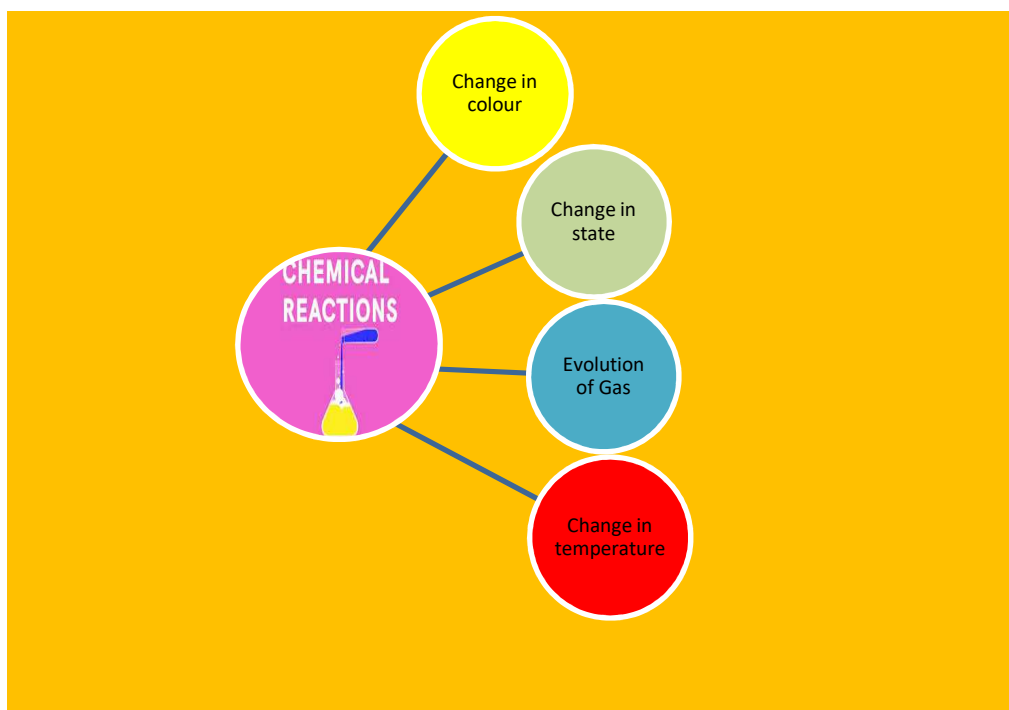 CHEMICAL
REACTIONS
Change in
colour
Change in
state
Evolution
of Gas
Change in
temperature